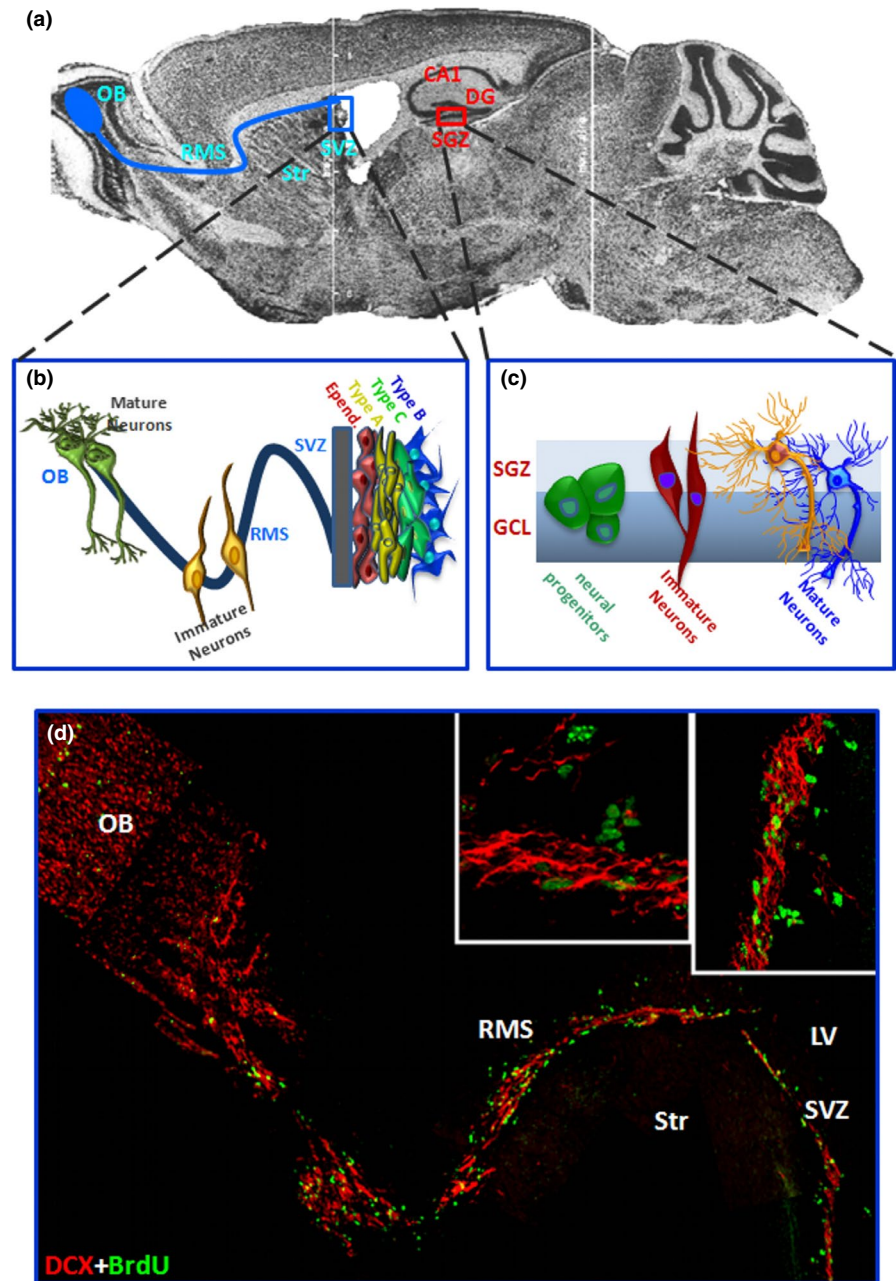 (a)
OB
RMS
SVZ
Str
CA1
DG
SGZ
(b)
Mature
Neurons
OB
RMS
Immature
Neurons
SVZ
Epend.
Type A
Type C
Type B
(c)
SGZ
GCL
neural
progenitors
Immature
Neurons
Mature
Neurons
(d)
OB
RMS
LV
Str
SVZ
DCX+BrdU